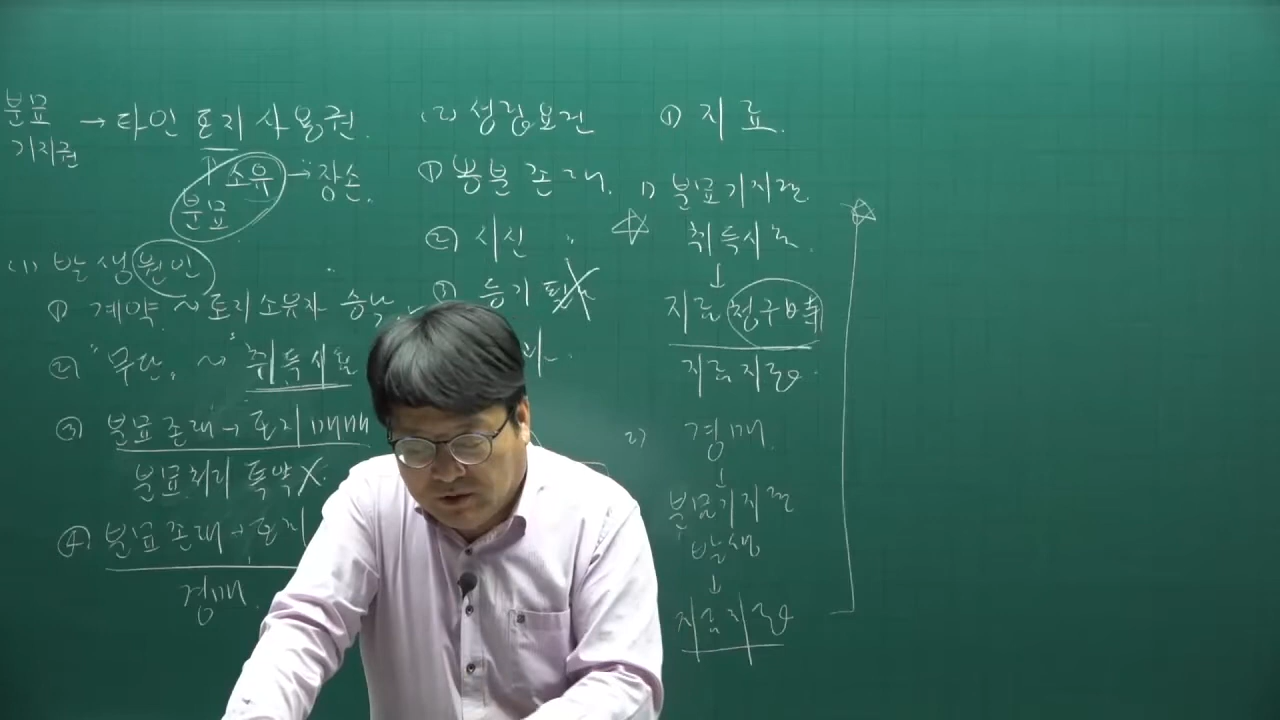 분묘
기지권
→ 타인 토지 사용권.
↑ 소유 → 장손.
분묘
(1) 발생원인
① 계약. ~ 토지소유자 승낙
② "무단" ~ "취득시효
③ 분묘존재 → 토지매매
분묘처리 특약X.
④ 분묘존재 → 토지
경매.
(2) 성립요건
① 봉분 존재.
② 시신 〃
③ 등기 필
① 지료.
1) 분묘기지권
☆ 취득시효.
↓
지료 청구時
지료지급.
2) 경매.
↓
분묘기지권
발생
↓
지료지급
☆